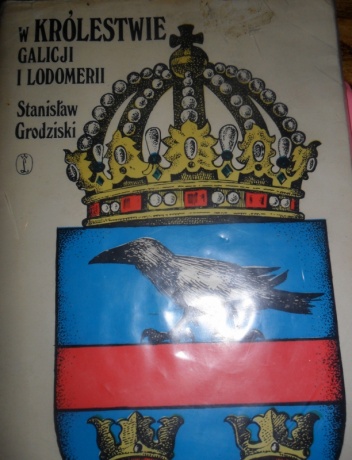 W KRÓLESTWIE
GALICJI
I LODOMERII
Stanisław
Grodziski